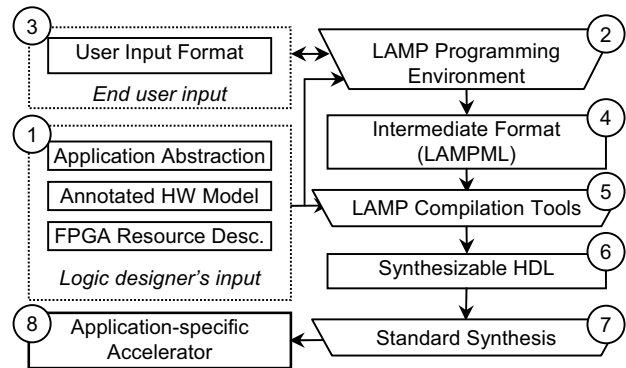 3
User Input Format
End user input
2
LAMP Programming
Environment
1
Application Abstraction
Annotated HW Model
FPGA Resource Desc.
Logic designer's input
4
Intermediate Format
(LAMPML)
5
LAMP Compilation Tools
6
Synthesizable HDL
7
Standard Synthesis
8
Application-specific
Accelerator